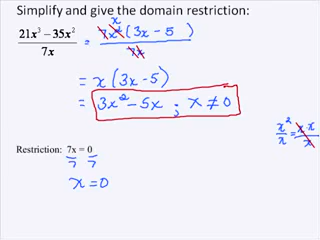 Simplify and give the domain restriction:
x
21x³ − 35x² / 7x = 7x²(3x − 5) / 7x
= x(3x − 5)
= 3x² − 5x ; x ≠ 0
x²/x = x·x/x
Restriction: 7x = 0
7 7
x = 0